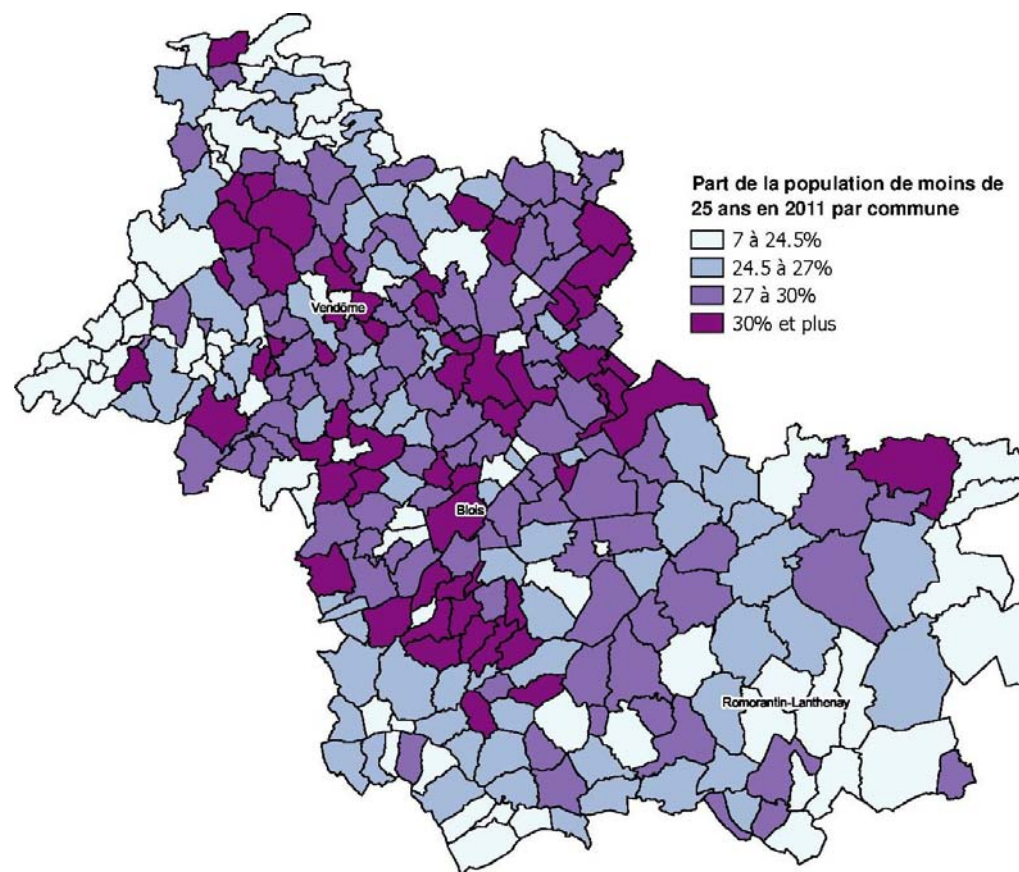 Part de la population de moins de
25 ans en 2011 par commune
7 à 24.5%
24.5 à 27%
27 à 30%
30% et plus
Vendôme
Blois
Romorantin-Lanthenay